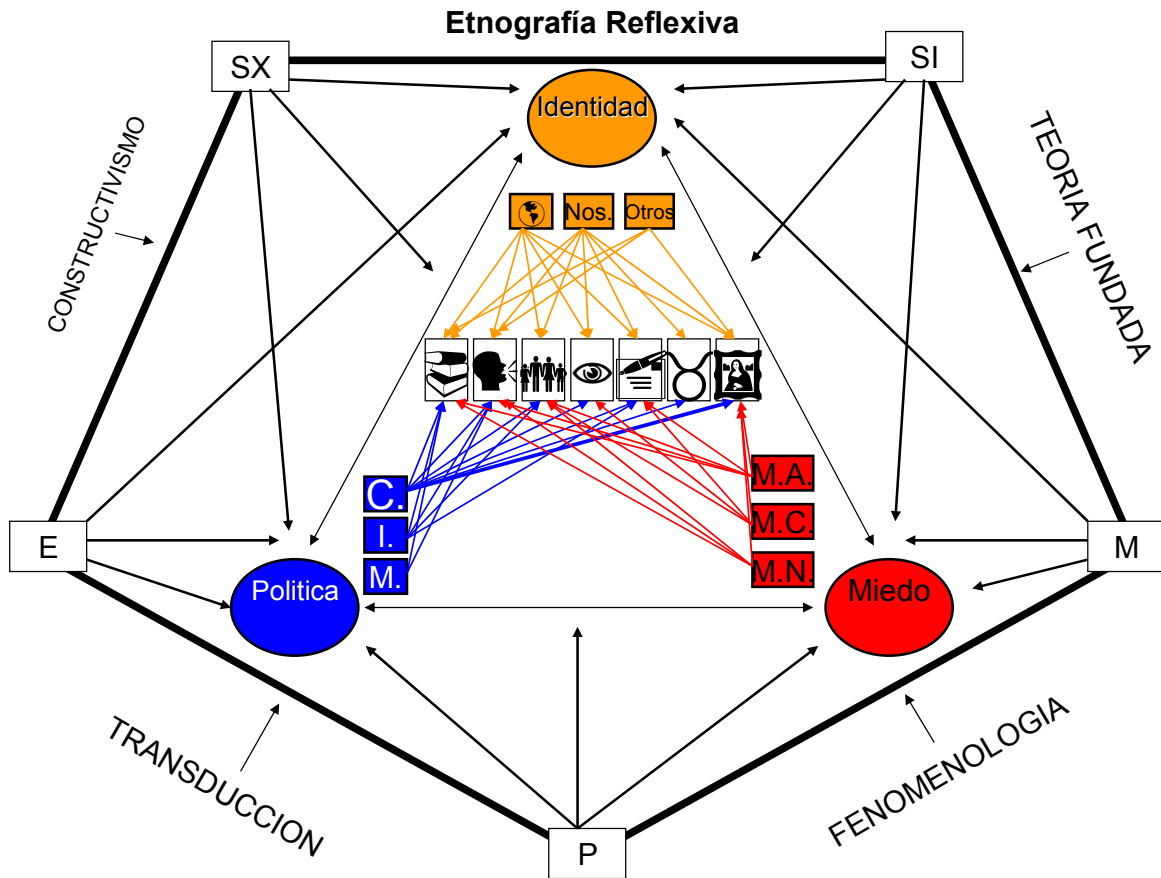 Etnografía Reflexiva
SX
SI
Identidad
CONSTRUCTIVISMO
TEORIA FUNDADA
Nos.
Otros
C.
I.
M.
M.A.
M.C.
M.N.
E
M
Politica
Miedo
TRANSDUCCION
FENOMENOLOGIA
P